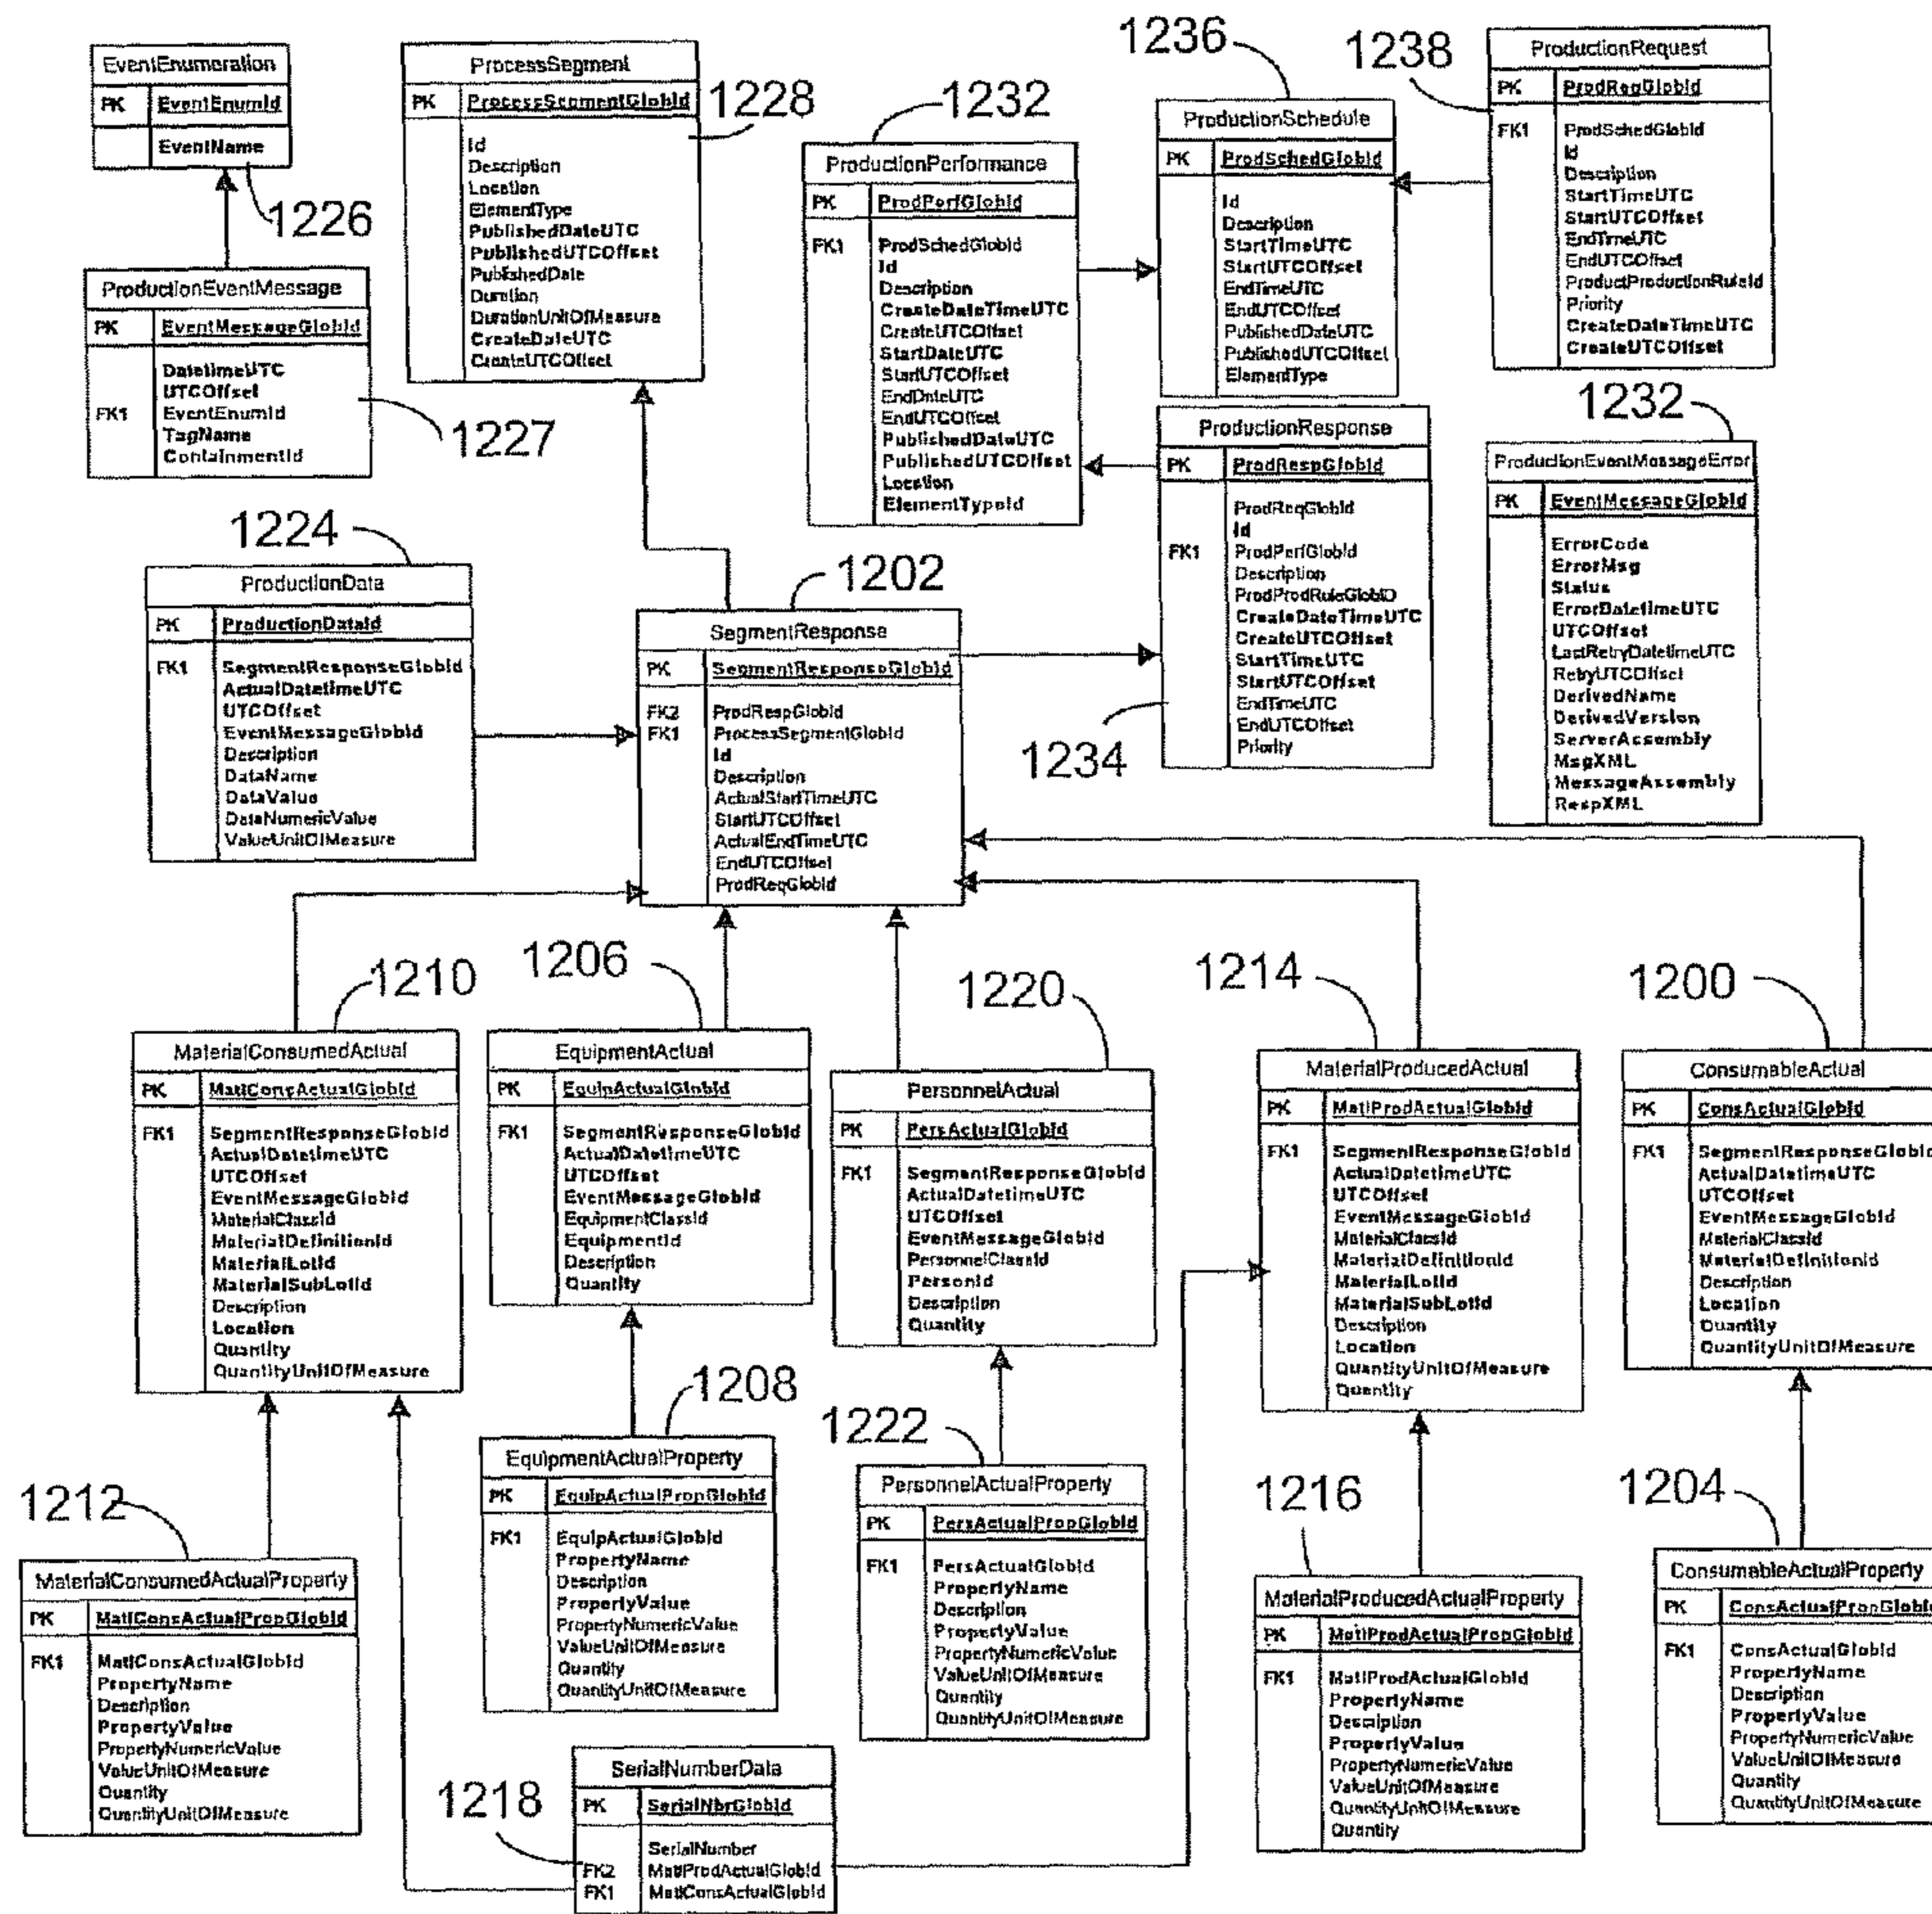 EventEnumeration
PK EventEnumId
EventName
1226
ProductionEventMessage
PK EventMessageGlobId
DatetimeUTC
UTCOffset
FK1 EventEnumId
TagName
ContainmentId
1227
ProcessSegment
PK ProcessSegmentGlobId
Id
Description
Location
ElementType
PublishedDateUTC
PublishedUTCOffset
PublishedDate
Duration
DurationUnitOfMeasure
CreateDateUTC
CreateUTCOffset
1228
1232
ProductionPerformance
PK ProdPerfGlobId
FK1 ProdSchedGlobId
Id
Description
CreateDateTimeUTC
CreateUTCOffset
StartDateUTC
StartUTCOffset
EndDateUTC
EndUTCOffset
PublishedDateUTC
PublishedUTCOffset
Location
ElementTypeId
1236
ProductionSchedule
PK ProdSchedGlobId
Id
Description
StartTimeUTC
StartUTCOffset
EndTimeUTC
EndUTCOffset
PublishedDateUTC
PublishedUTCOffset
ElementType
1238
ProductionRequest
PK ProdReqGlobId
FK1 ProdSchedGlobId
Id
Description
StartTimeUTC
StartUTCOffset
EndTimeUTC
EndUTCOffset
ProductProductionRuleId
Priority
CreateDateTimeUTC
CreateUTCOffset
ProductionResponse
PK ProdRespGlobId
ProdReqGlobId
Id
FK1 ProdPerfGlobId
Description
ProdProdRuleGlobID
CreateDateTimeUTC
CreateUTCOffset
StartTimeUTC
StartUTCOffset
EndTimeUTC
EndUTCOffset
Priority
1234
1232
ProductionEventMessageError
PK EventMessageGlobId
ErrorCode
ErrorMsg
Status
ErrorDatetimeUTC
UTCOffset
LastRetryDatetimeUTC
RetryUTCOffset
DerivedName
DerivedVersion
ServerAssembly
MsgXML
MessageAssembly
RespXML
1224
ProductionData
PK ProductionDataId
FK1 SegmentResponseGlobId
ActualDatetimeUTC
UTCOffset
EventMessageGlobId
Description
DataName
DataValue
DataNumericValue
ValueUnitOfMeasure
1202
SegmentResponse
PK SegmentResponseGlobId
FK2 ProdRespGlobId
FK1 ProcessSegmentGlobId
Id
Description
ActualStartTimeUTC
StartUTCOffset
ActualEndTimeUTC
EndUTCOffset
ProdReqGlobId
1210
MaterialConsumedActual
PK MatlConsActualGlobId
FK1 SegmentResponseGlobId
ActualDatetimeUTC
UTCOffset
EventMessageGlobId
MaterialClassId
MaterialDefinitionId
MaterialLotId
MaterialSubLotId
Description
Location
Quantity
QuantityUnitOfMeasure
1206
EquipmentActual
PK EquipActualGlobId
FK1 SegmentResponseGlobId
ActualDatetimeUTC
UTCOffset
EventMessageGlobId
EquipmentClassId
EquipmentId
Description
Quantity
1220
PersonnelActual
PK PersActualGlobId
FK1 SegmentResponseGlobId
ActualDatetimeUTC
UTCOffset
EventMessageGlobId
PersonnelClassId
PersonId
Description
Quantity
1214
MaterialProducedActual
PK MatlProdActualGlobId
FK1 SegmentResponseGlobId
ActualDatetimeUTC
UTCOffset
EventMessageGlobId
MaterialClassId
MaterialDefinitionId
MaterialLotId
MaterialSubLotId
Description
Location
QuantityUnitOfMeasure
Quantity
1200
ConsumableActual
PK ConsActualGlobId
FK1 SegmentResponseGlobId
ActualDatetimeUTC
UTCOffset
EventMessageGlobId
MaterialClassId
MaterialDefinitionId
Description
Location
Quantity
QuantityUnitOfMeasure
1212
MaterialConsumedActualProperty
PK MatlConsActualPropGlobId
FK1 MatlConsActualGlobId
PropertyName
Description
PropertyValue
PropertyNumericValue
ValueUnitOfMeasure
Quantity
QuantityUnitOfMeasure
1208
EquipmentActualProperty
PK EquipActualPropGlobId
FK1 EquipActualGlobId
PropertyName
Description
PropertyValue
PropertyNumericValue
ValueUnitOfMeasure
Quantity
QuantityUnitOfMeasure
1222
PersonnelActualProperty
PK PersActualPropGlobId
FK1 PersActualGlobId
PropertyName
Description
PropertyValue
PropertyNumericValue
ValueUnitOfMeasure
Quantity
QuantityUnitOfMeasure
1216
MaterialProducedActualProperty
PK MatlProdActualPropGlobId
FK1 MatlProdActualGlobId
PropertyName
Description
PropertyValue
PropertyNumericValue
ValueUnitOfMeasure
QuantityUnitOfMeasure
Quantity
1204
ConsumableActualProperty
PK ConsActualPropGlobId
FK1 ConsActualGlobId
PropertyName
Description
PropertyValue
PropertyNumericValue
ValueUnitOfMeasure
Quantity
QuantityUnitOfMeasure
1218
SerialNumberData
PK SerialNbrGlobId
SerialNumber
FK2 MatlProdActualGlobId
FK1 MatlConsActualGlobId